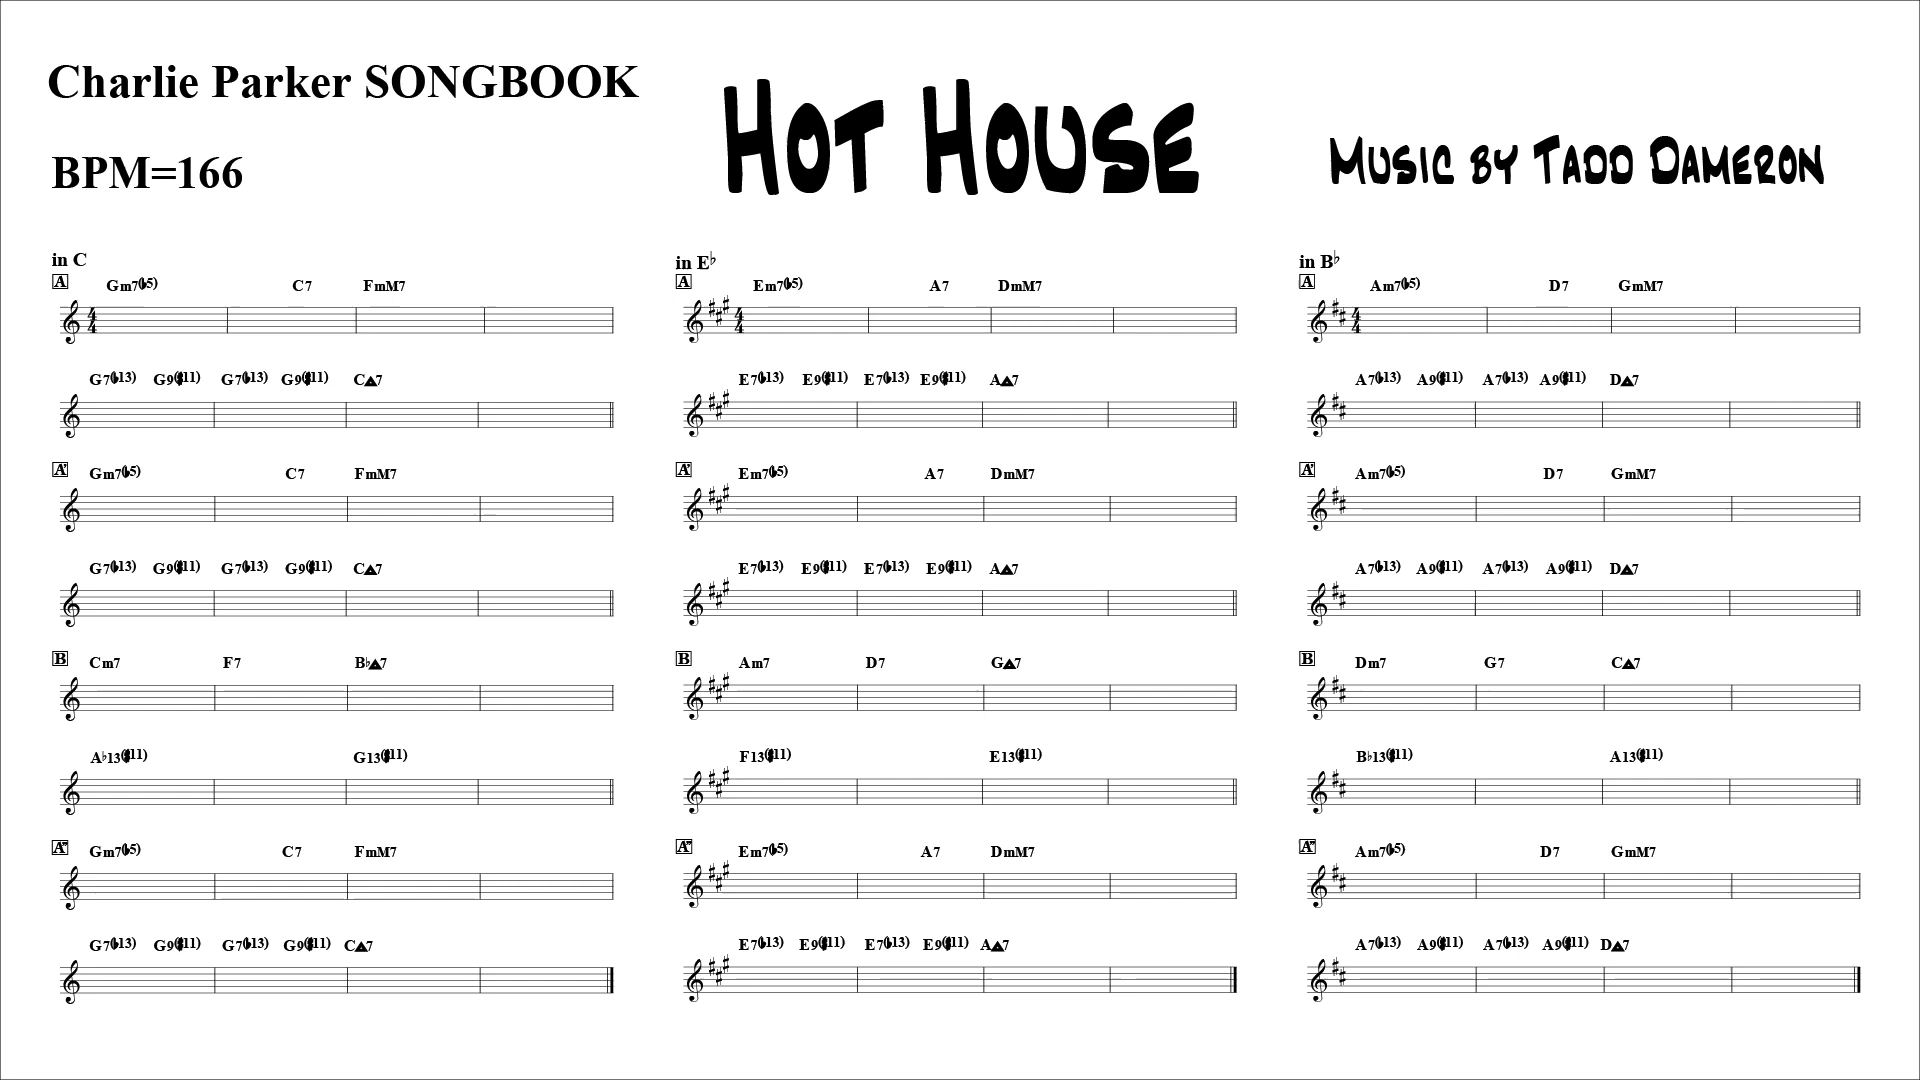 Charlie Parker SONGBOOK
BPM=166
HOT HOUSE
MUSIC BY TADD DAMERON
in C
A
Gm7(♭5) C7 FmM7
4/4
G7(♭13) G9(♯11) G7(♭13) G9(♯11) C▲7
A'
Gm7(♭5) C7 FmM7
G7(♭13) G9(♯11) G7(♭13) G9(♯11) C▲7
B
Cm7 F7 B♭▲7
A♭13(♯11) G13(♯11)
A"
Gm7(♭5) C7 FmM7
G7(♭13) G9(♯11) G7(♭13) G9(♯11) C▲7
in E♭
A
Em7(♭5) A7 DmM7
4/4
E7(♭13) E9(♯11) E7(♭13) E9(♯11) A▲7
A'
Em7(♭5) A7 DmM7
E7(♭13) E9(♯11) E7(♭13) E9(♯11) A▲7
B
Am7 D7 G▲7
F13(♯11) E13(♯11)
A"
Em7(♭5) A7 DmM7
E7(♭13) E9(♯11) E7(♭13) E9(♯11) A▲7
in B♭
A
Am7(♭5) D7 GmM7
4/4
A7(♭13) A9(♯11) A7(♭13) A9(♯11) D▲7
A'
Am7(♭5) D7 GmM7
A7(♭13) A9(♯11) A7(♭13) A9(♯11) D▲7
B
Dm7 G7 C▲7
B♭13(♯11) A13(♯11)
A"
Am7(♭5) D7 GmM7
A7(♭13) A9(♯11) A7(♭13) A9(♯11) D▲7